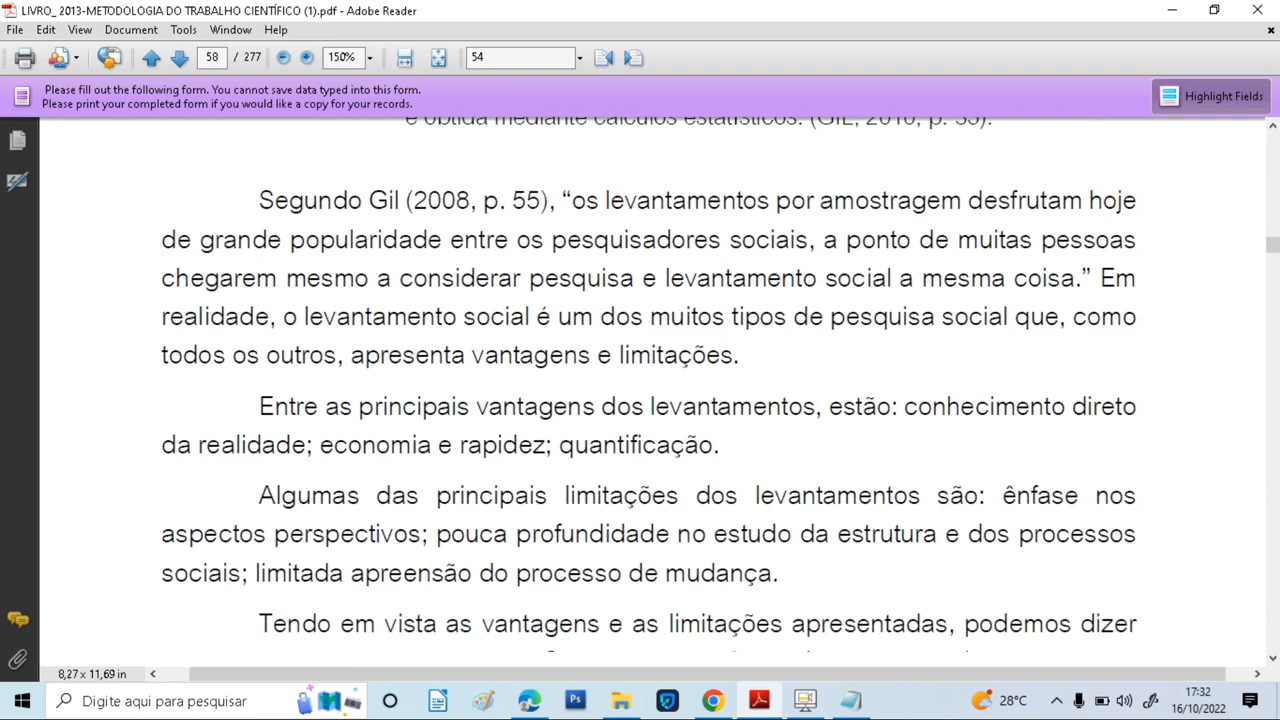 LIVRO_ 2013-METODOLOGIA DO TRABALHO CIENTÍFICO (1).pdf - Adobe Reader
File Edit View Document Tools Window Help
58 / 277 150% 54
Please fill out the following form. You cannot save data typed into this form.
Please print your completed form if you would like a copy for your records.
Highlight Fields
e obtida mediante cálculos estatísticos. (GIL, 2010, p. 35).
Segundo Gil (2008, p. 55), “os levantamentos por amostragem desfrutam hoje
de grande popularidade entre os pesquisadores sociais, a ponto de muitas pessoas
chegarem mesmo a considerar pesquisa e levantamento social a mesma coisa.” Em
realidade, o levantamento social é um dos muitos tipos de pesquisa social que, como
todos os outros, apresenta vantagens e limitações.
Entre as principais vantagens dos levantamentos, estão: conhecimento direto
da realidade; economia e rapidez; quantificação.
Algumas das principais limitações dos levantamentos são: ênfase nos
aspectos perspectivos; pouca profundidade no estudo da estrutura e dos processos
sociais; limitada apreensão do processo de mudança.
Tendo em vista as vantagens e as limitações apresentadas, podemos dizer
8,27 x 11,69 in
Digite aqui para pesquisar
Ps
28°C
17:32
16/10/2022